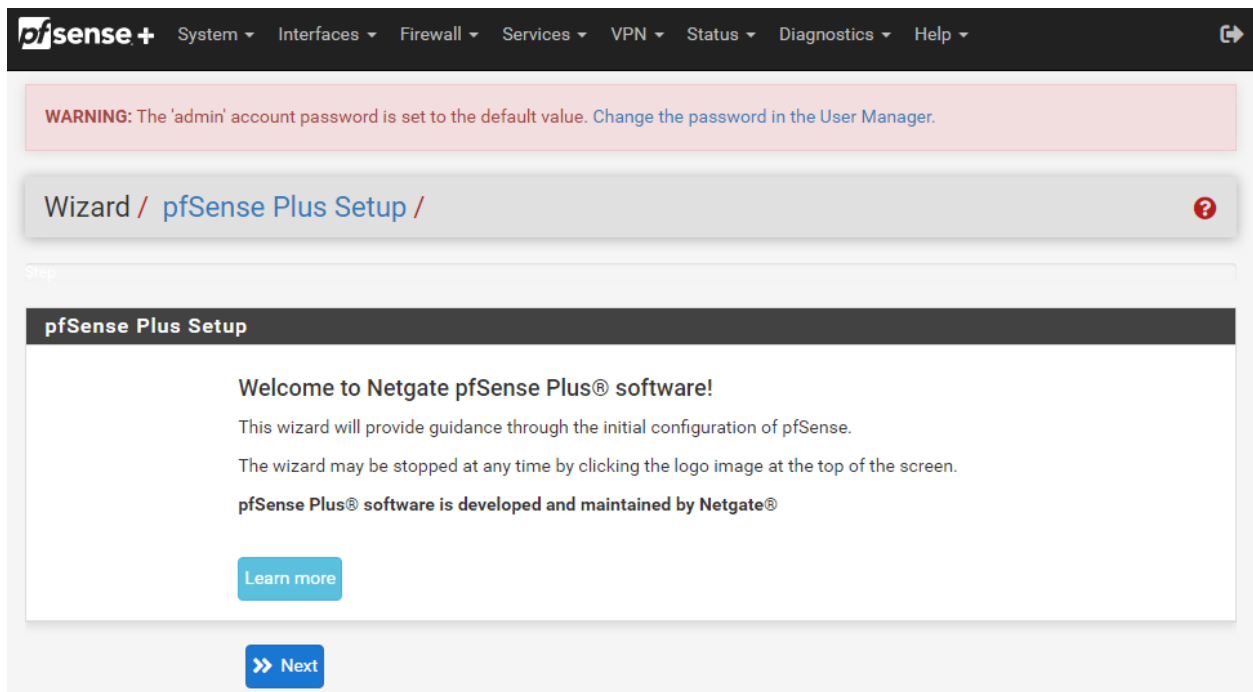 pfsense+ System Interfaces Firewall Services VPN Status Diagnostics Help
WARNING: The 'admin' account password is set to the default value. Change the password in the User Manager.
Wizard / pfSense Plus Setup /
Step
pfSense Plus Setup
Welcome to Netgate pfSense Plus® software!
This wizard will provide guidance through the initial configuration of pfSense.
The wizard may be stopped at any time by clicking the logo image at the top of the screen.
pfSense Plus® software is developed and maintained by Netgate®
Learn more
Next